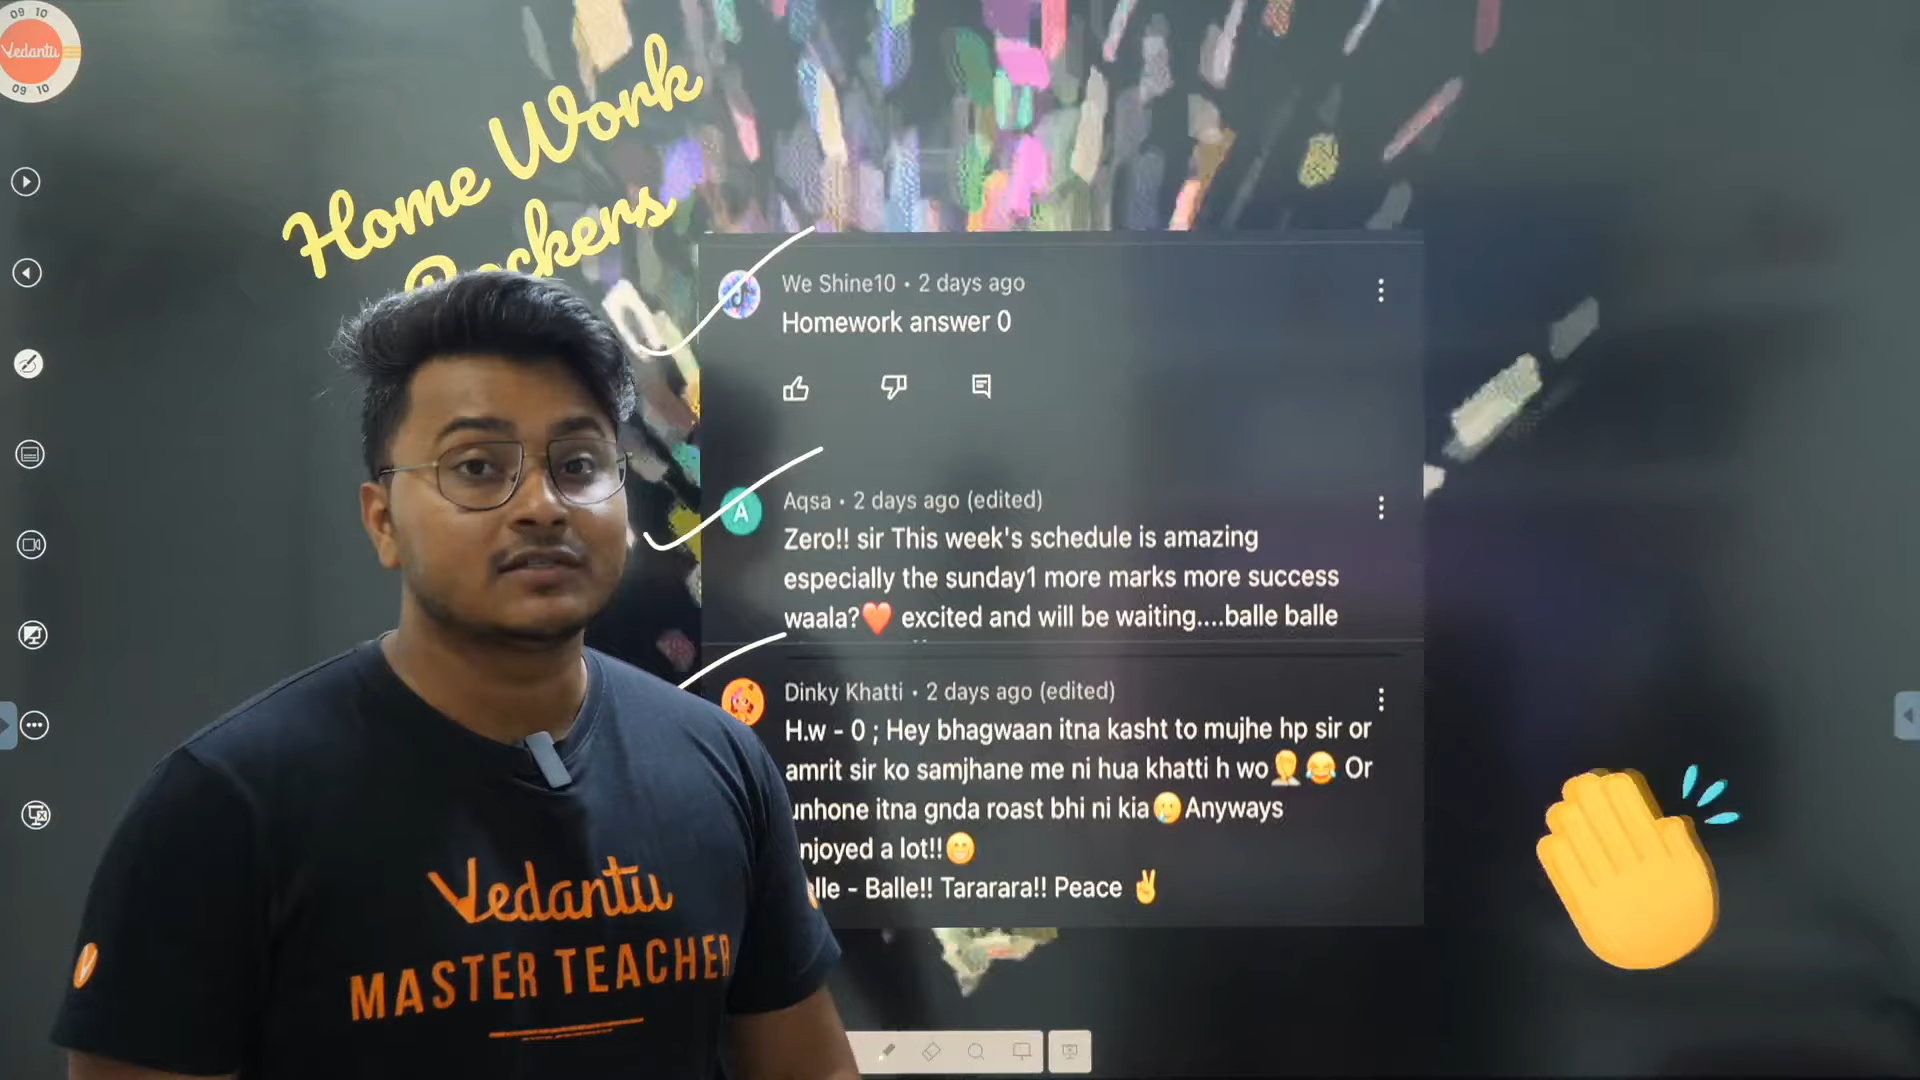 09 10
Vedantu
09 10
Home Work
Rockers
We Shine10 • 2 days ago
Homework answer 0
A
Aqsa • 2 days ago (edited)
Zero!! sir This week's schedule is amazing
especially the sunday1 more marks more success
waala?❤️ excited and will be waiting....balle balle
Dinky Khatti • 2 days ago (edited)
H.w - 0 ; Hey bhagwaan itna kasht to mujhe hp sir or
amrit sir ko samjhane me ni hua khatti h wo🤦😂 Or
unhone itna gnda roast bhi ni kia🥲Anyways
njoyed a lot!!😁
lle - Balle!! Tararara!! Peace ✌️
Vedantu
MASTER TEACHER
V